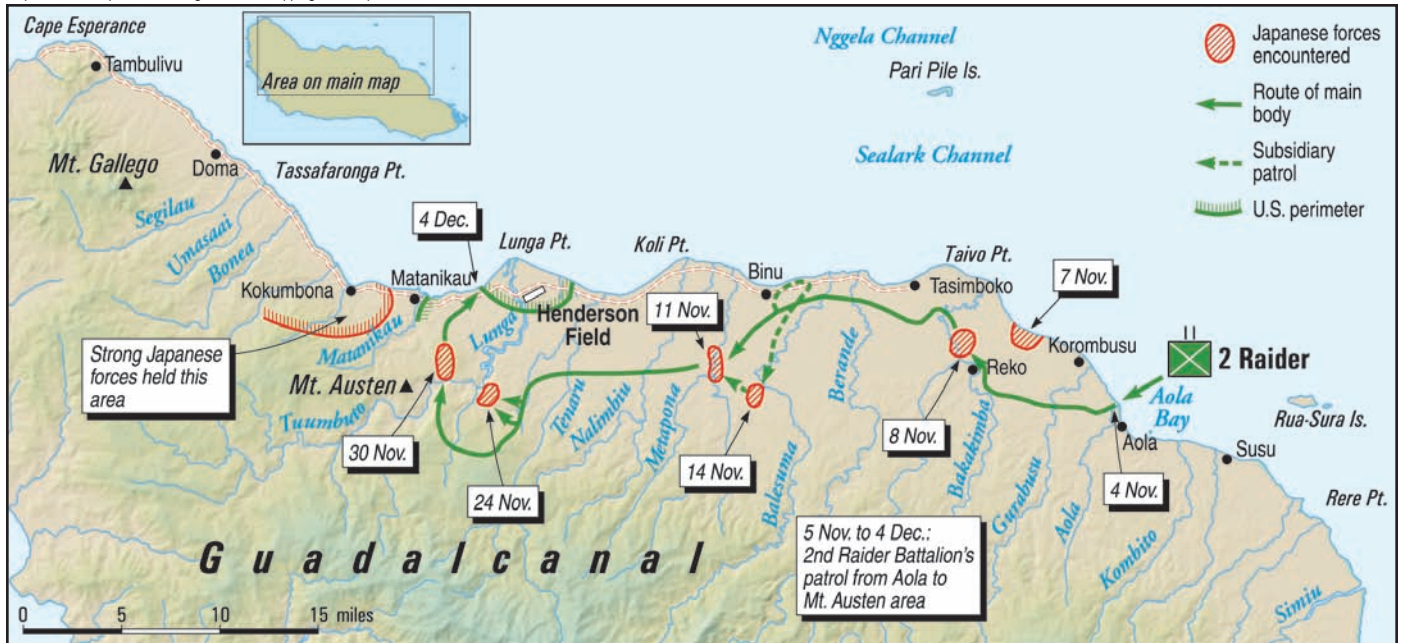 Cape Esperance
Tambulivu
Area on main map
Nggela Channel
Pari Pile Is.
Sealark Channel
Japanese forces
encountered
Route of main
body
Subsidiary
patrol
U.S. perimeter
Mt. Gallego
Doma
Tassafaronga Pt.
Segilau
Umasaai
Bonea
4 Dec.
Lunga Pt.
Koli Pt.
Taivo Pt.
Kokumbona
Matanikau
Binu
Tasimboko
7 Nov.
Henderson
Field
11 Nov.
Strong Japanese
forces held this
area
Matanikau
Lunga
Mt. Austen
Tuumbuto
Tenaru
Nalimbiu
Metapona
Balesuma
Berande
Reko
Korombusu
2 Raider
Aola
Bay
Rua-Sura Is.
30 Nov.
24 Nov.
14 Nov.
8 Nov.
Bakakimba
Gurabusu
Aola
Aola
4 Nov.
Susu
Rere Pt.
Kombito
Simiu
Guadalcanal
5 Nov. to 4 Dec.:
2nd Raider Battalion's
patrol from Aola to
Mt. Austen area
0 5 10 15 miles